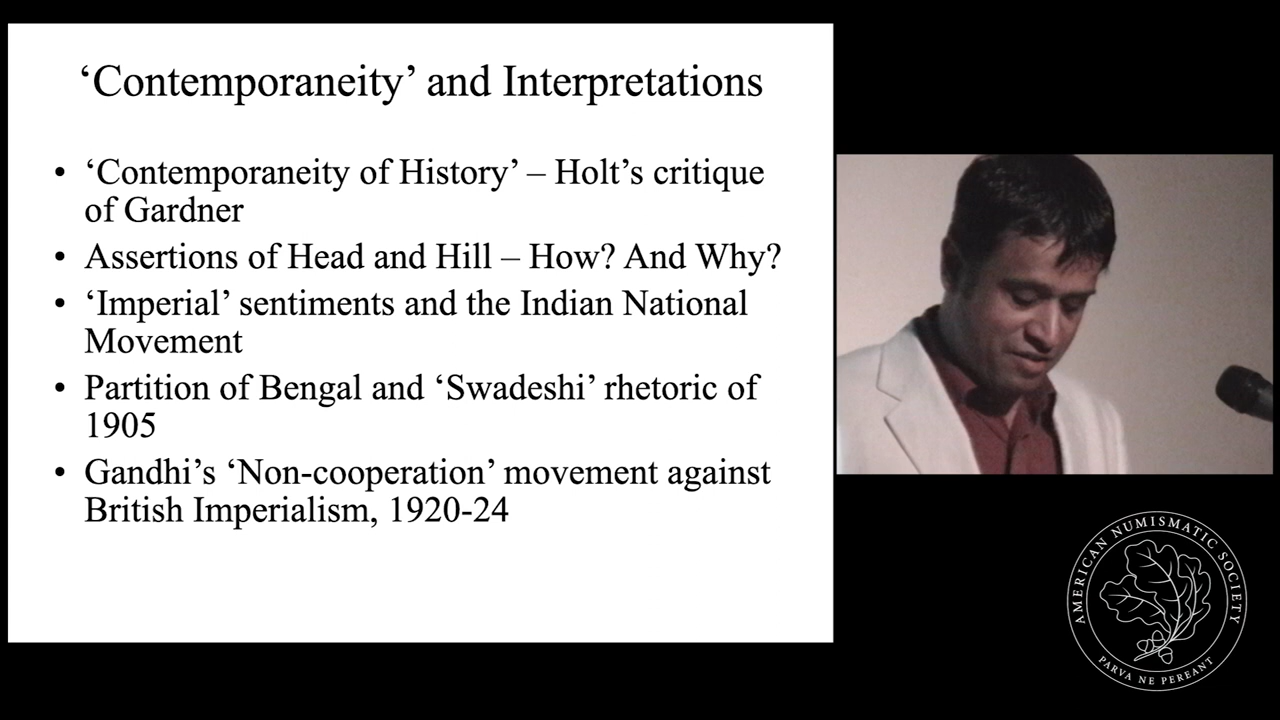 ‘Contemporaneity’ and Interpretations
• ‘Contemporaneity of History’ – Holt’s critique
of Gardner
• Assertions of Head and Hill – How? And Why?
• ‘Imperial’ sentiments and the Indian National
Movement
• Partition of Bengal and ‘Swadeshi’ rhetoric of
1905
• Gandhi’s ‘Non-cooperation’ movement against
British Imperialism, 1920-24
AMERICAN NUMISMATIC SOCIETY
PARVA NE PEREANT